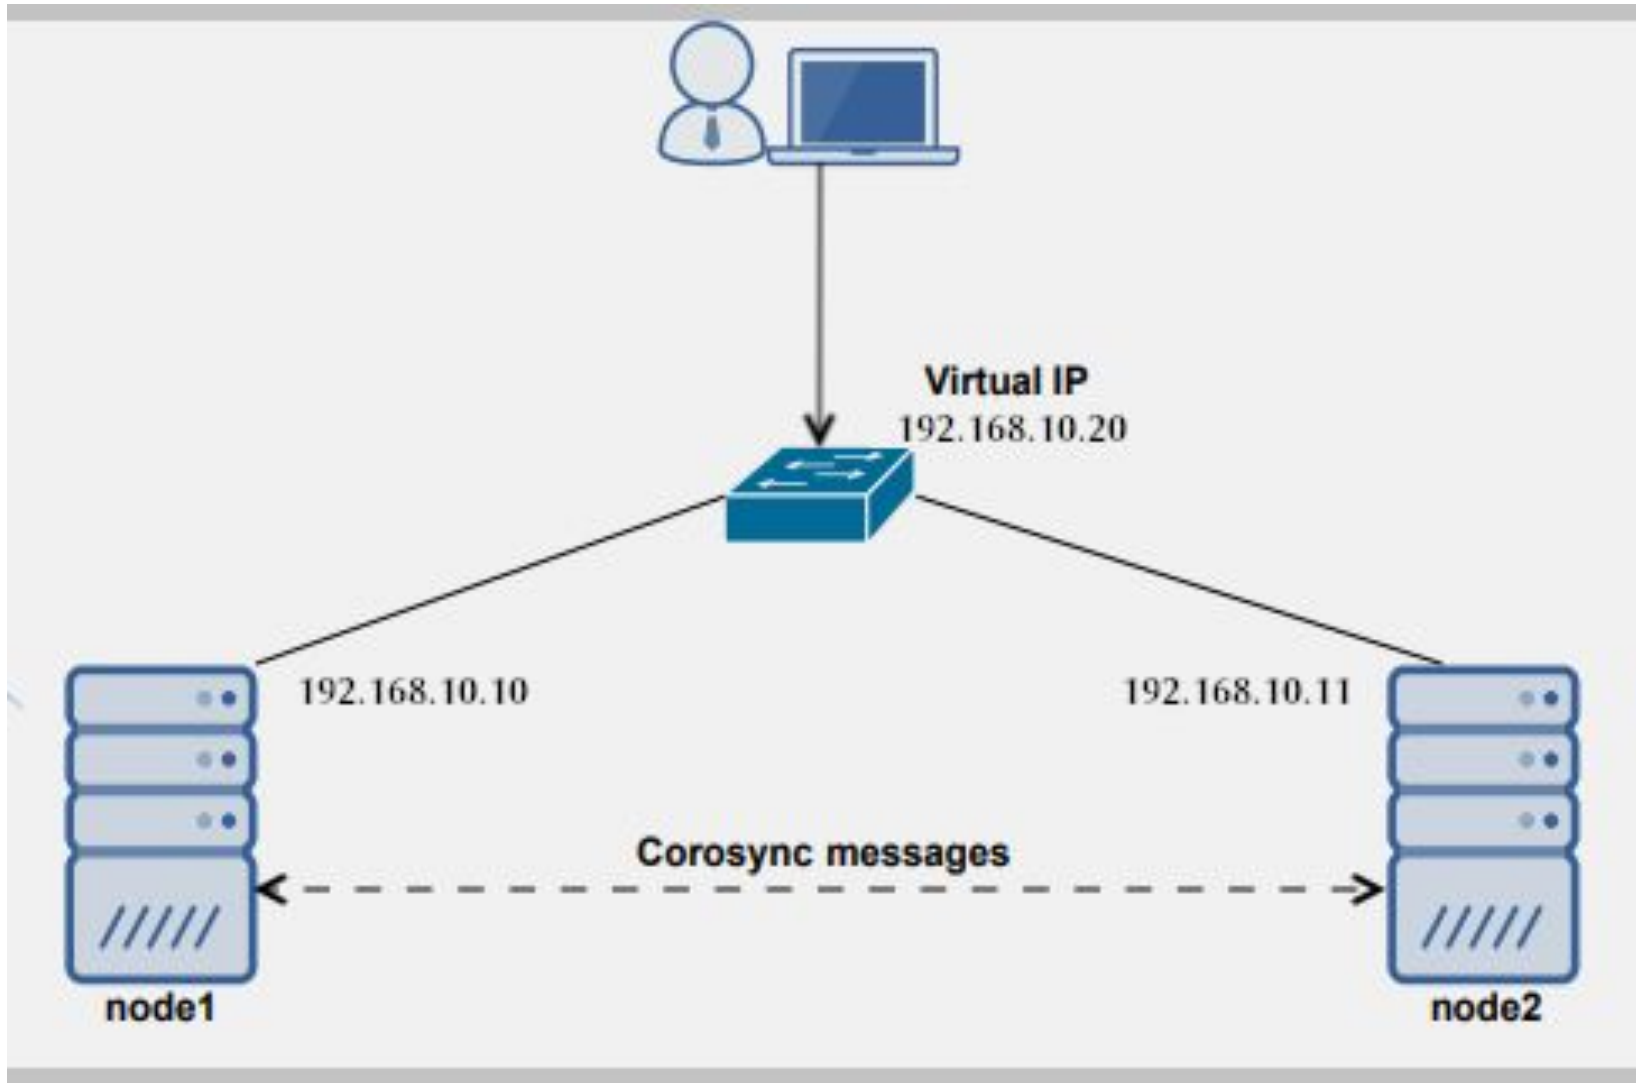 Virtual IP
192.168.10.20
192.168.10.10
192.168.10.11
Corosync messages
node1
node2